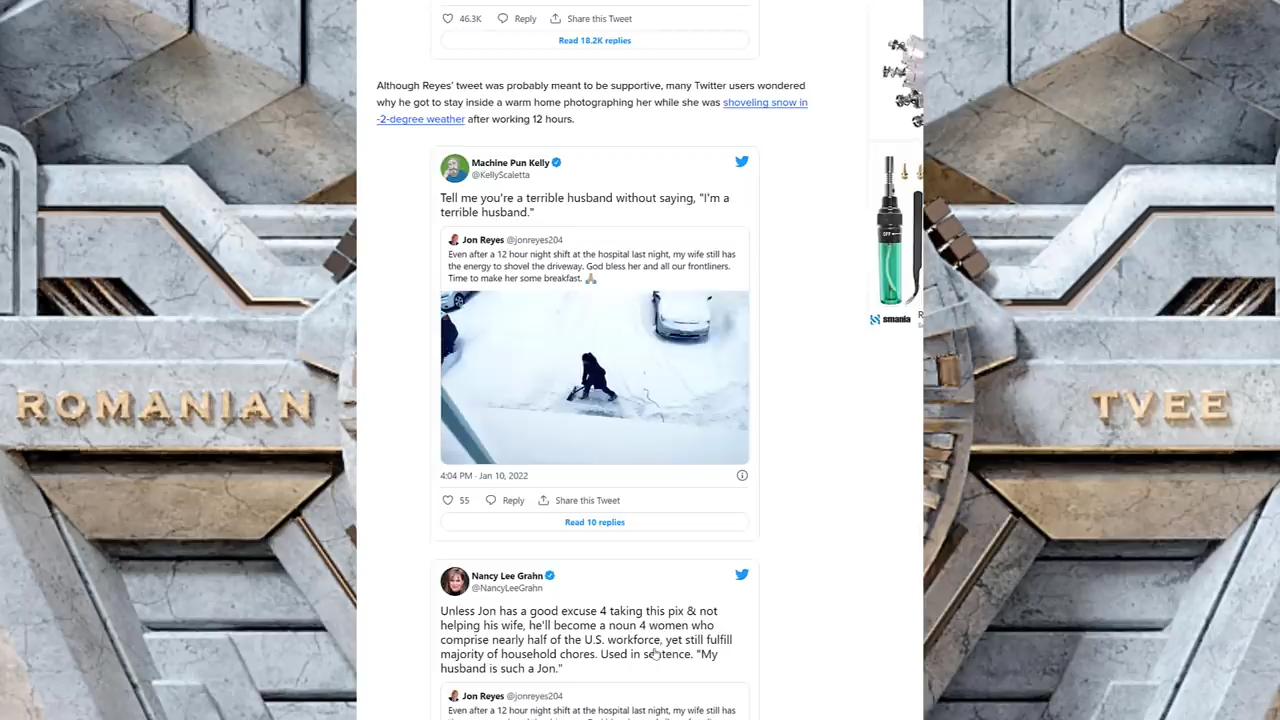 46.3K Reply Share this Tweet
Read 18.2K replies
Although Reyes' tweet was probably meant to be supportive, many Twitter users wondered
why he got to stay inside a warm home photographing her while she was shoveling snow in
-2-degree weather after working 12 hours.
Machine Pun Kelly
@KellyScaletta
Tell me you're a terrible husband without saying, "I'm a
terrible husband."
Jon Reyes @jonreyes204
Even after a 12 hour night shift at the hospital last night, my wife still has
the energy to shovel the driveway. God bless her and all our frontliners.
Time to make her some breakfast. 🙏🏼
4:04 PM · Jan 10, 2022
55 Reply Share this Tweet
Read 10 replies
Nancy Lee Grahn
@NancyLeeGrahn
Unless Jon has a good excuse 4 taking this pix & not
helping his wife, he'll become a noun 4 women who
comprise nearly half of the U.S. workforce, yet still fulfill
majority of household chores. Used in sentence. "My
husband is such a Jon."
Jon Reyes @jonreyes204
Even after a 12 hour night shift at the hospital last night, my wife still has
OFF
smania
R
ROMANIAN
TVEE